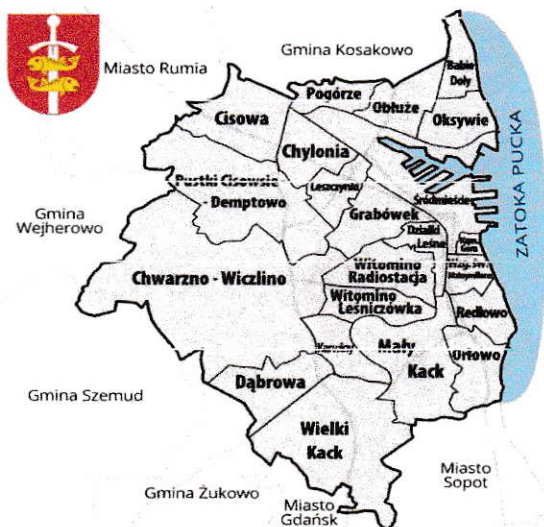 Gmina Kosakowo
Miasto Rumia
Babie
Doły
Pogórze
Obłuże
Oksywie
Cisowa
Chylonia
ZATOKA PUCKA
Pustki Cisowskie
- Demptowo
Leszczynki
Śródmieście
Grabówek
Działki
Leśne
Gmina
Wejherowo
Witomino
Radiostacja
Chwarzno - Wiczlino
Witomino
Leśniczówka
Redłowo
Mały
Kack
Orłowo
Dąbrowa
Gmina Szemud
Wielki
Kack
Miasto
Sopot
Gmina Żukowo
Miasto
Gdańsk